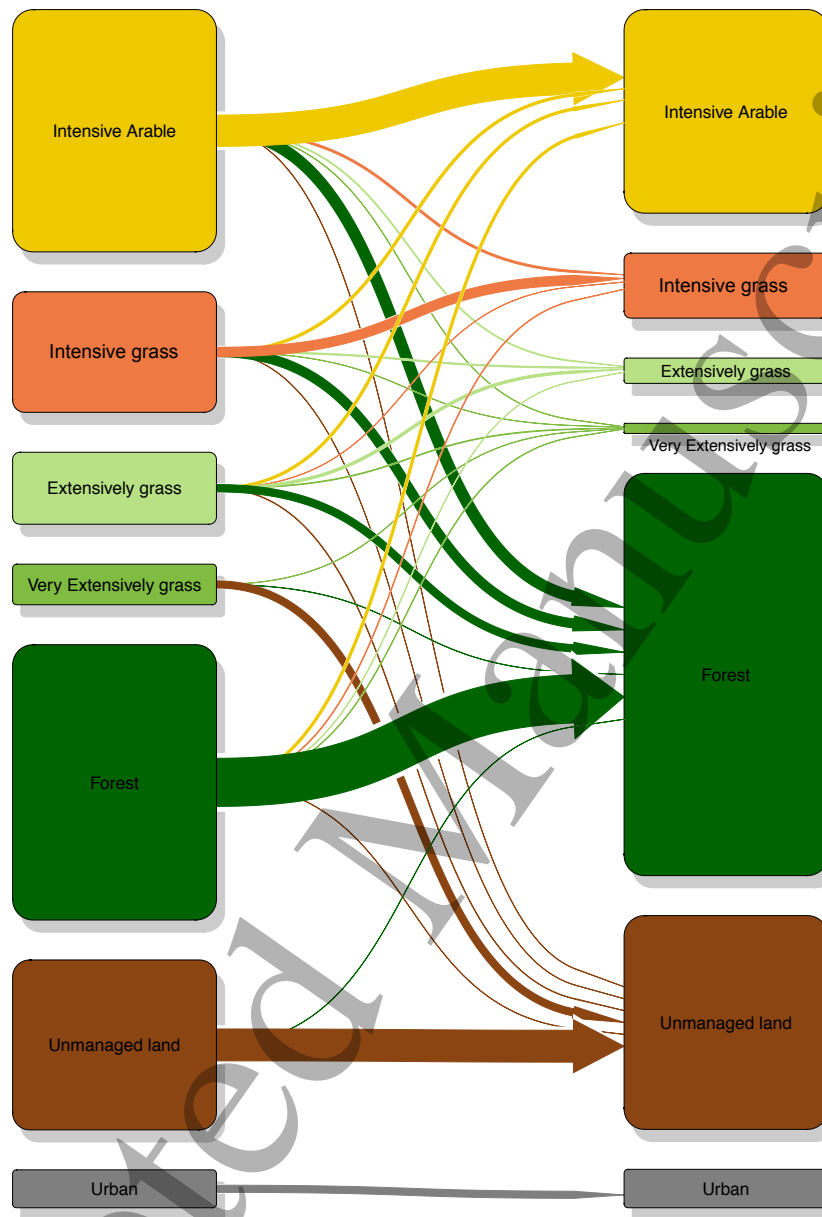 Intensive Arable
Intensive Arable
Intensive grass
Intensive grass
Extensively grass
Very Extensively grass
Extensively grass
Very Extensively grass
Forest
Forest
Unmanaged land
Unmanaged land
Urban
Urban